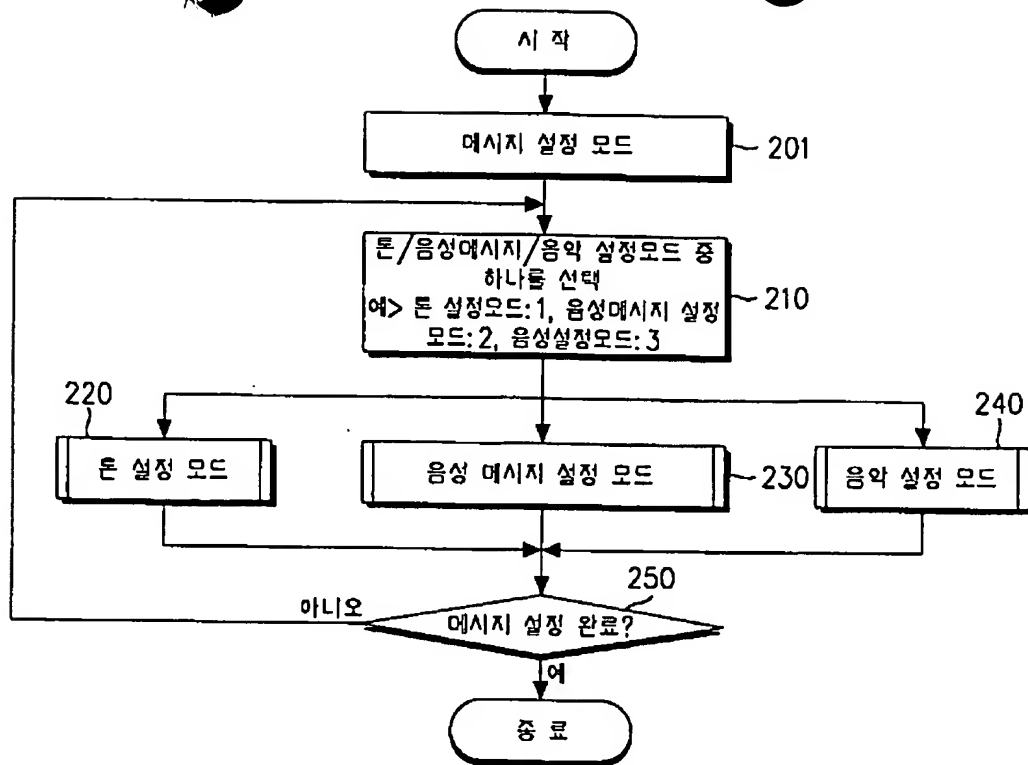 시 작
메시지 설정 모드
201
톤/음성메시지/음악 설정모드 중
하나를 선택
예> 톤 설정모드:1, 음성메시지 설정
모드:2, 음성설정모드:3
210
220
톤 설정 모드
음성 메시지 설정 모드
230
240
음악 설정 모드
250
메시지 설정 완료?
아니오
예
종 료